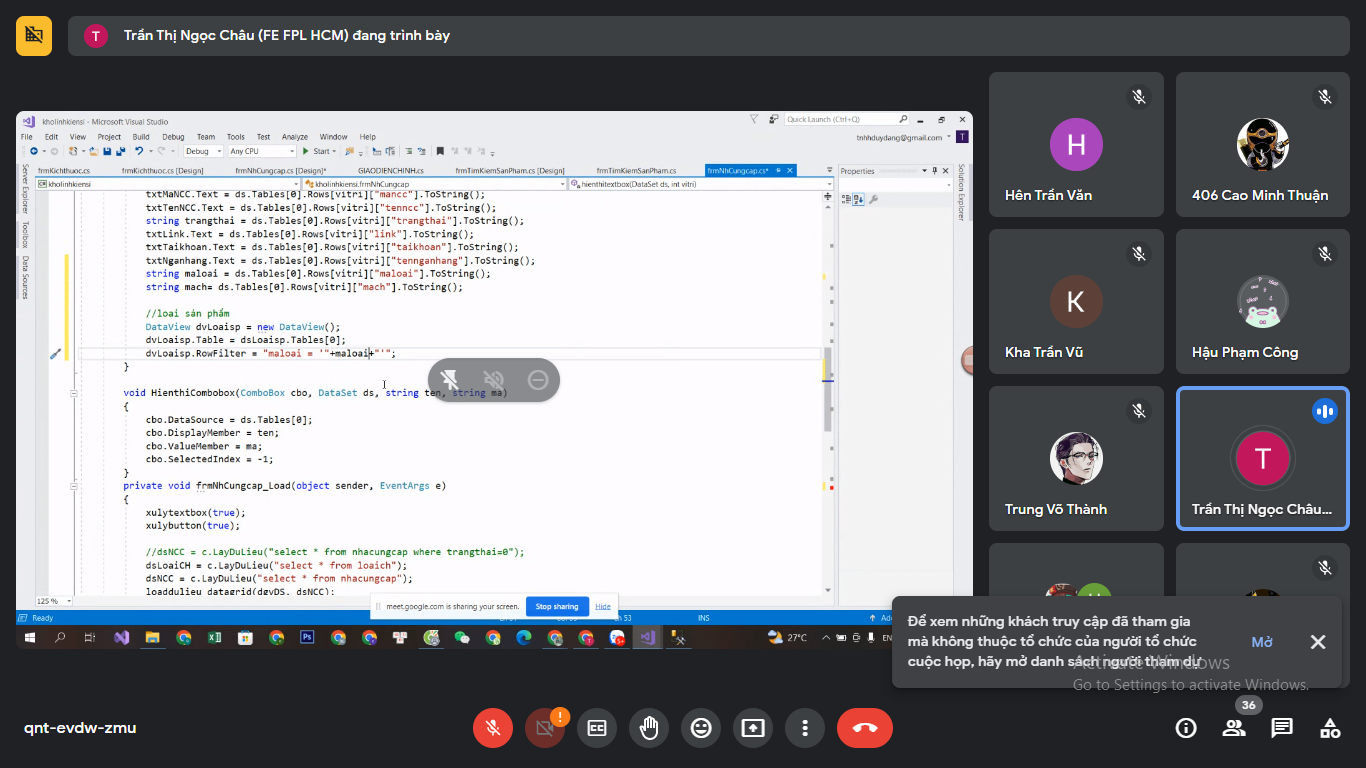 T Trần Thị Ngọc Châu (FE FPL HCM) đang trình bày
kholinhkiensi - Microsoft Visual Studio
Quick Launch (Ctrl+Q)
File Edit View Project Build Debug Team Tools Test Analyze Window Help
tnhhduydang@gmail.com T
Debug Any CPU Start
frmKichthuoc.cs frmKichthuoc.cs [Design] frmNhCungcap.cs [Design]* GIAODIENCHINH.cs frmTimKiemSanPham.cs [Design] frmTimKiemSanPham.cs frmNhCungcap.cs*
Properties
kholinhkiensi kholinhkiensi.frmNhCungcap hienthitextbox(DataSet ds, int vitri)
Server Explorer
Toolbox
Data Sources
Solution Explorer
txtMaNCC.Text = ds.Tables[0].Rows[vitri]["mancc"].ToString();
txtTenNCC.Text = ds.Tables[0].Rows[vitri]["tenncc"].ToString();
string trangthai = ds.Tables[0].Rows[vitri]["trangthai"].ToString();
txtLink.Text = ds.Tables[0].Rows[vitri]["link"].ToString();
txtTaikhoan.Text = ds.Tables[0].Rows[vitri]["taikhoan"].ToString();
txtNganhang.Text = ds.Tables[0].Rows[vitri]["tennganhang"].ToString();
string maloai = ds.Tables[0].Rows[vitri]["maloai"].ToString();
string mach= ds.Tables[0].Rows[vitri]["mach"].ToString();
//loai sản phẩm
DataView dvLoaisp = new DataView();
dvLoaisp.Table = dsLoaisp.Tables[0];
dvLoaisp.RowFilter = "maloai = '"+maloai+"'";
}
void HienthiCombobox(ComboBox cbo, DataSet ds, string ten, string ma)
{
cbo.DataSource = ds.Tables[0];
cbo.DisplayMember = ten;
cbo.ValueMember = ma;
cbo.SelectedIndex = -1;
}
private void frmNhCungcap_Load(object sender, EventArgs e)
{
xulytextbox(true);
xulybutton(true);
//dsNCC = c.LayDuLieu("select * from nhacungcap where trangthai=0");
dsLoaiCH = c.LayDuLieu("select * from loaich");
dsNCC = c.LayDuLieu("select * from nhacungcap");
loaddulieu_datagrid(dgvDS, dsNCC);
125 %
meet.google.com is sharing your screen. Stop sharing Hide
Ready
INS
27°C
H
Hên Trần Văn
406 Cao Minh Thuận
K
Kha Trần Vũ
Hậu Phạm Công
Trung Võ Thành
T
Trần Thị Ngọc Châu...
Để xem những khách truy cập đã tham gia
mà không thuộc tổ chức của người tổ chức
cuộc họp, hãy mở danh sách người tham dự
Mở
Activate Windows
Go to Settings to activate Windows.
qnt-evdw-zmu
36